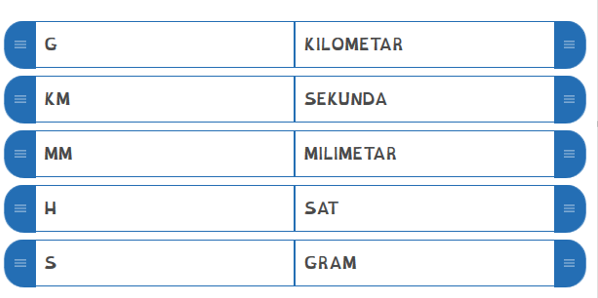 G KILOMETAR
KM SEKUNDA
MM MILIMETAR
H SAT
S GRAM